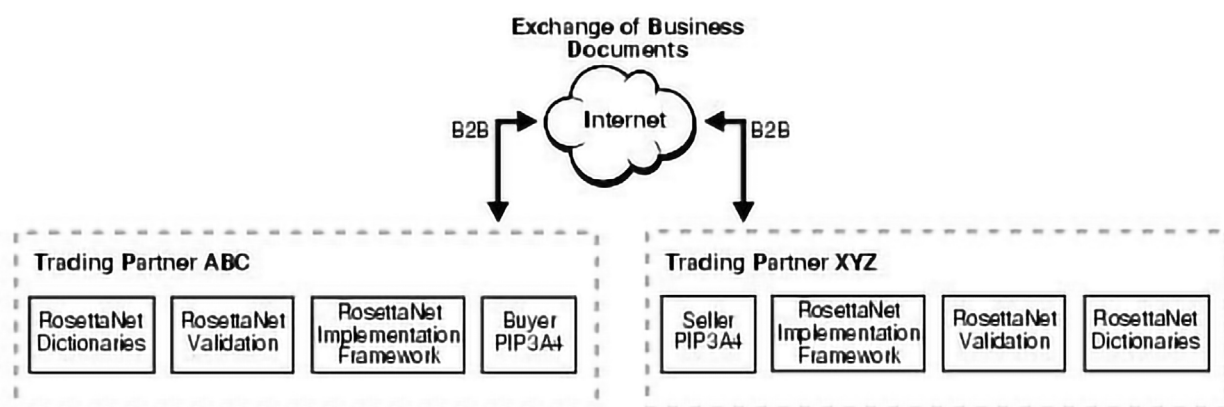 Exchange of Business
Documents
Internet
B2B
B2B
Trading Partner ABC
RosettaNet
Dictionaries
RosettaNet
Validation
RosettaNet
Implementation
Framework
Buyer
PIP3A4
Trading Partner XYZ
Seller
PIP3A4
RosettaNet
Implementation
Framework
RosettaNet
Validation
RosettaNet
Dictionaries